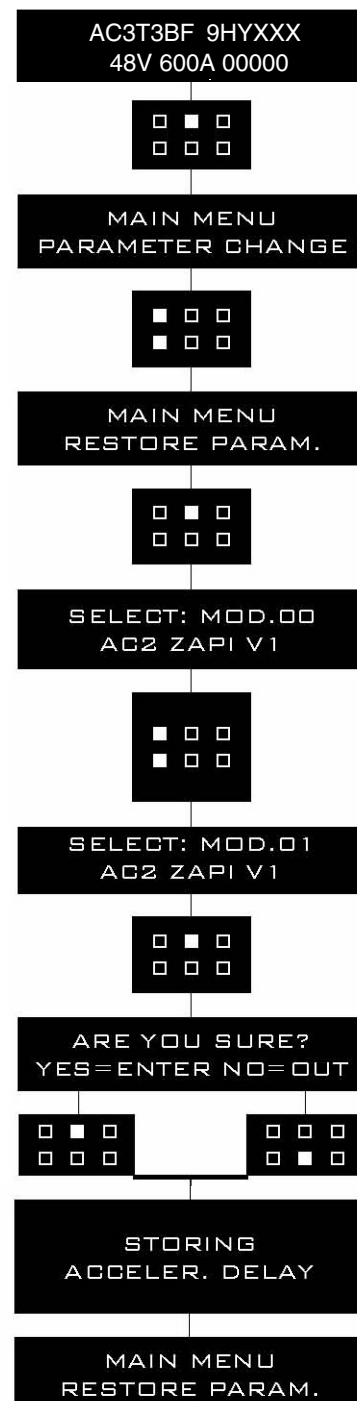 AC3T3BF 9HYXXX
48V 600A 00000
MAIN MENU
PARAMETER CHANGE
MAIN MENU
RESTORE PARAM.
SELECT: MOD.00
AC2 ZAPI V1
SELECT: MOD.01
AC2 ZAPI V1
ARE YOU SURE?
YES=ENTER NO=OUT
STORING
ACCELER. DELAY
MAIN MENU
RESTORE PARAM.